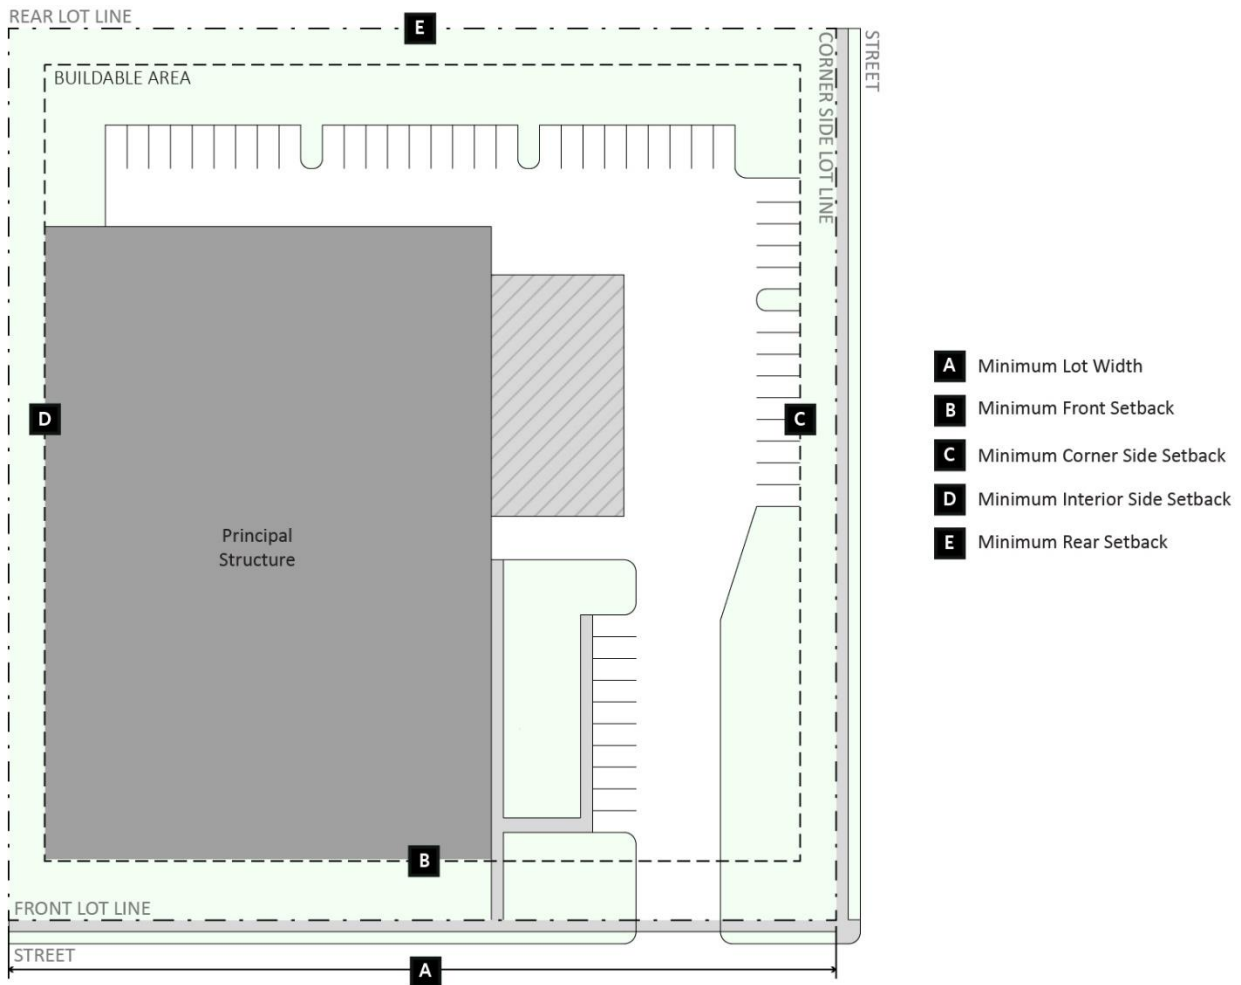 REAR LOT LINE
E
BUILDABLE AREA
CORNER SIDE LOT LINE
STREET
A Minimum Lot Width
B Minimum Front Setback
C Minimum Corner Side Setback
D Minimum Interior Side Setback
E Minimum Rear Setback
D
C
Principal
Structure
B
FRONT LOT LINE
STREET
A